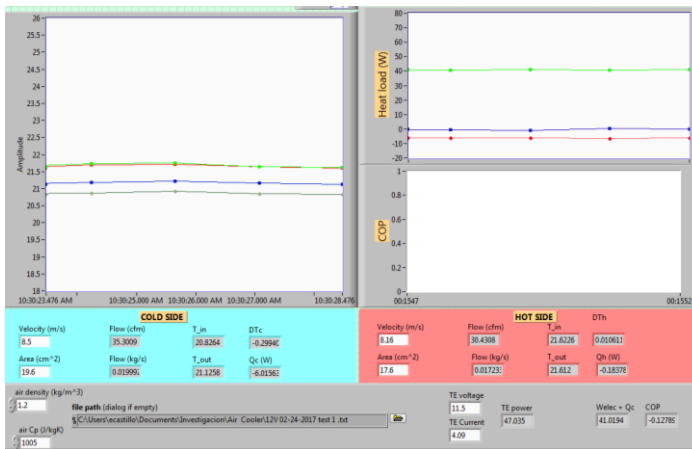 26
25.5
25
24.5
24
23.5
23
22.5
22
21.5
21
20.5
20
19.5
19
18.5
18
Amplitude
10:30:23.476 AM 10:30:25.000 AM 10:30:26.000 AM 10:30:27.000 AM 10:30:28.476
80
70
60
50
40
30
20
10
0
-10
-20
Heat load (W)
1
0.8
0.6
0.4
0.2
0
COP
00:1547 00:1552
COLD SIDE
Velocity (m/s) Flow (cfm) T_in DTc
8.5 35.3009 20.8264 -0.29940
Area (cm^2) Flow (kg/s) T_out Qc (W)
19.6 0.01999 21.1258 -6.0156
HOT SIDE
Velocity (m/s) Flow (cfm) T_in DTh
8.16 30.4308 21.6226 0.010611
Area (cm^2) Flow (kg/s) T_out Qh (W)
17.6 0.01723 21.612 -0.18378
air density (kg/m^3)
1.2
file path (dialog if empty)
C:\Users\ecastillo\Documents\Investigacion\Air Cooler\12V 02-24-2017 test 1 .txt
air Cp (J/kgK)
1005
TE voltage
11.5
TE Current
4.09
TE power
47.035
Welec + Qc COP
41.0194 -0.12785